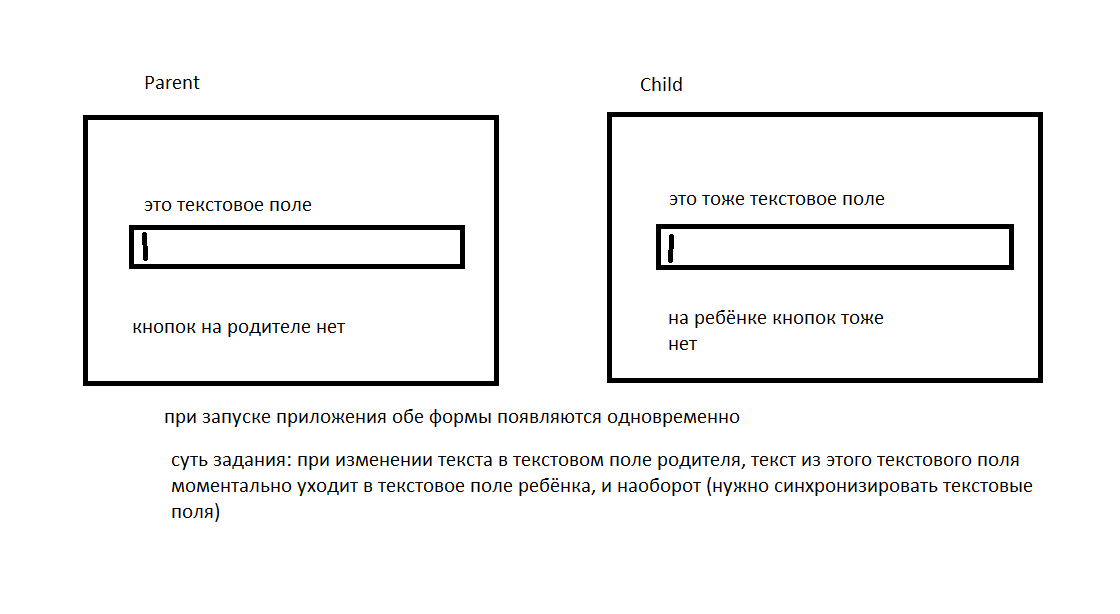 Parent
Child
это текстовое поле
это тоже текстовое поле
кнопок на родителе нет
на ребёнке кнопок тоже
нет
при запуске приложения обе формы появляются одновременно
суть задания: при изменении текста в текстовом поле родителя, текст из этого текстового поля
моментально уходит в текстовое поле ребёнка, и наоборот (нужно синхронизировать текстовые
поля)